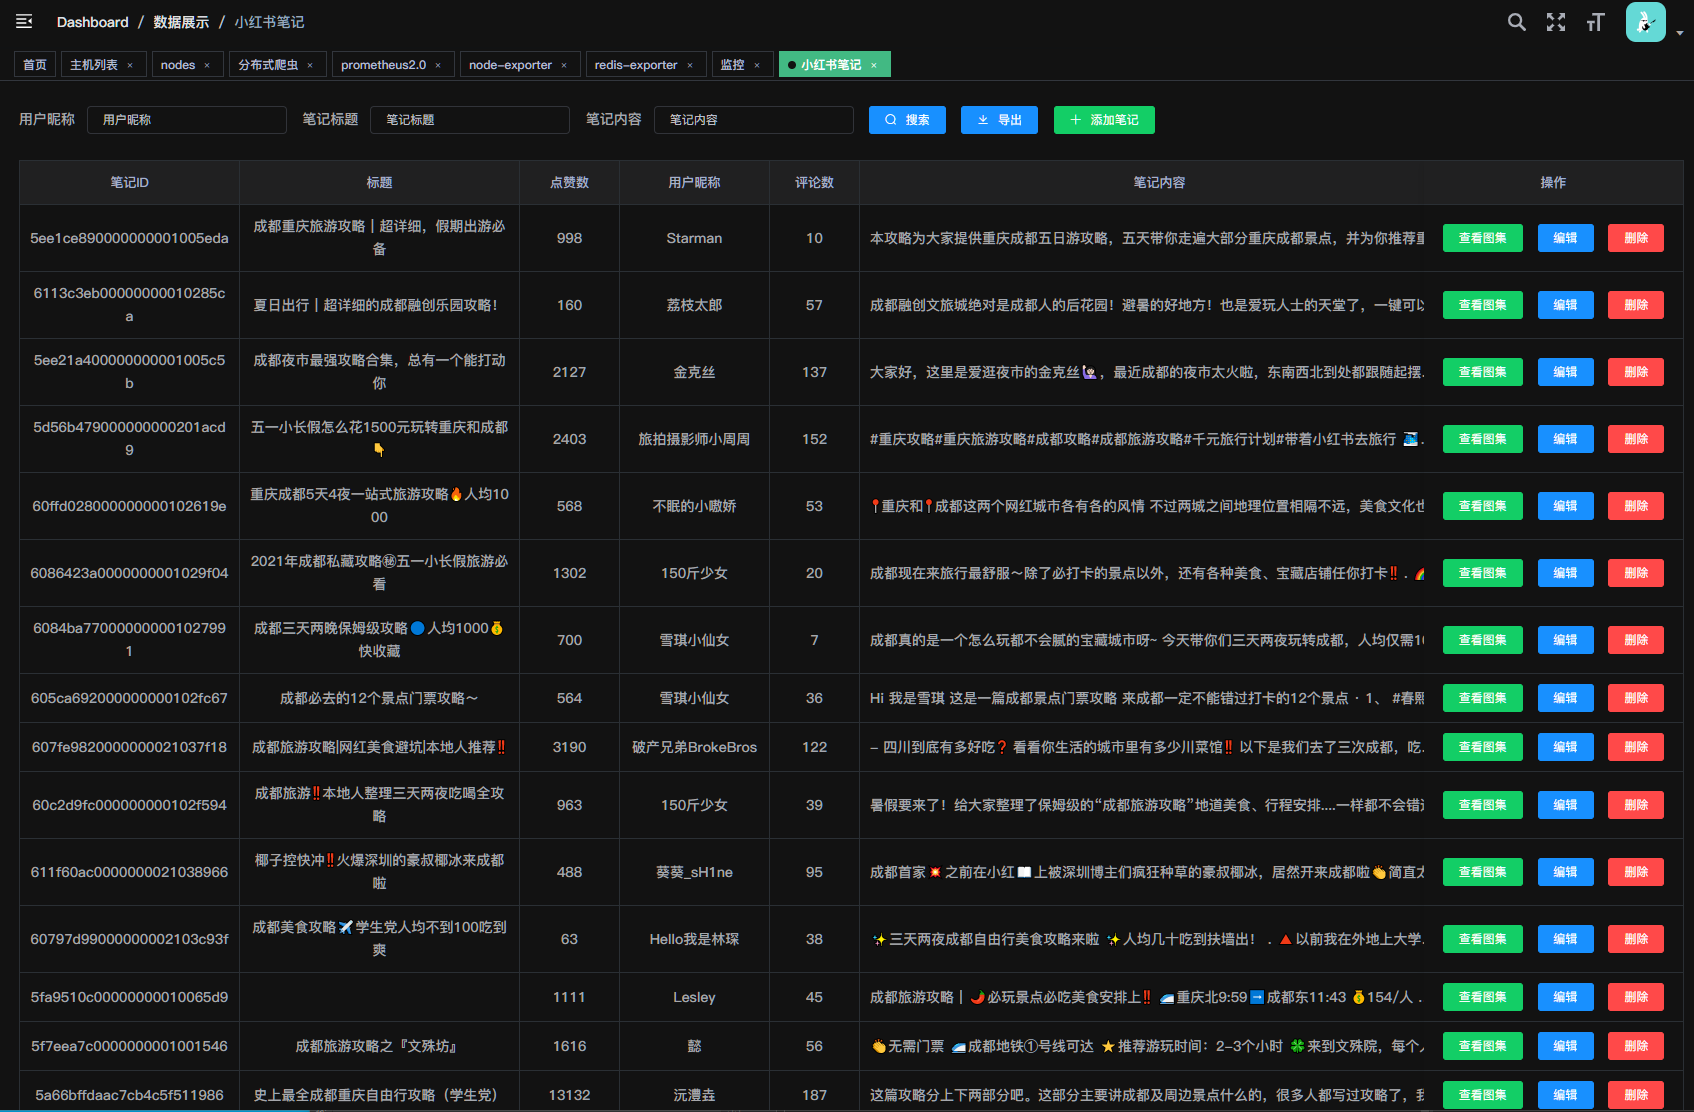 Dashboard / 数据展示 / 小红书笔记
首页 主机列表 × nodes × 分布式爬虫 × prometheus2.0 × node-exporter × redis-exporter × 监控 × 小红书笔记 ×
用户昵称 用户昵称 笔记标题 笔记标题 笔记内容 笔记内容 搜索 导出 添加笔记
笔记ID 标题 点赞数 用户昵称 评论数 笔记内容 操作
5ee1ce890000000001005eda 成都重庆旅游攻略丨超详细，假期出游必 998 Starman 10 本攻略为大家提供重庆成都五日游攻略，五天带你走遍大部分重庆成都景点，并为你推荐重 查看图集 编辑 删除
备
6113c3eb00000000010285c 夏日出行丨超详细的成都融创乐园攻略！ 160 荔枝太郎 57 成都融创文旅城绝对是成都人的后花园！避暑的好地方！也是爱玩人士的天堂了，一键可以 查看图集 编辑 删除
a
5ee21a400000000001005c5 成都夜市最强攻略合集，总有一个能打动 2127 金克丝 137 大家好，这里是爱逛夜市的金克丝🙋🏻‍♀️，最近成都的夜市太火啦，东南西北到处都跟随起摆. 查看图集 编辑 删除
b 你
5d56b479000000000201acd 五一小长假怎么花1500元玩转重庆和成都 2403 旅拍摄影师小周周 152 #重庆攻略#重庆旅游攻略#成都攻略#成都旅游攻略#千元旅行计划#带着小红书去旅行 . 查看图集 编辑 删除
9 👇
60ffd028000000000102619e 重庆成都5天4夜一站式旅游攻略🔥人均10 568 不眠的小嗷娇 53 📍重庆和📍成都这两个网红城市各有各的风情 不过两城之间地理位置相隔不远，美食文化也 查看图集 编辑 删除
00
6086423a0000000001029f04 2021年成都私藏攻略㊙五一小长假旅游必 1302 150斤少女 20 成都现在来旅行最舒服～除了必打卡的景点以外，还有各种美食、宝藏店铺任你打卡‼️ . 🌈 查看图集 编辑 删除
看
6084ba77000000000102799 成都三天两晚保姆级攻略🔵人均1000💰 700 雪琪小仙女 7 成都真的是一个怎么玩都不会腻的宝藏城市呀~ 今天带你们三天两夜玩转成都，人均仅需10 查看图集 编辑 删除
1 快收藏
605ca692000000000102fc67 成都必去的12个景点门票攻略～ 564 雪琪小仙女 36 Hi 我是雪琪 这是一篇成都景点门票攻略 来成都一定不能错过打卡的12个景点 · 1、 #春熙 查看图集 编辑 删除
607fe9820000000021037f18 成都旅游攻略|网红美食避坑|本地人推荐‼️ 3190 破产兄弟BrokeBros 122 – 四川到底有多好吃❓ 看看你生活的城市里有多少川菜馆‼️ 以下是我们去了三次成都，吃. 查看图集 编辑 删除
60c2d9fc000000000102f594 成都旅游‼️本地人整理三天两夜吃喝全攻 963 150斤少女 39 暑假要来了！给大家整理了保姆级的“成都旅游攻略”地道美食、行程安排....一样都不会错过 查看图集 编辑 删除
略
611f60ac0000000021038966 椰子控快冲‼️火爆深圳的豪叔椰冰来成都 488 葵葵_sH1ne 95 成都首家💥之前在小红📖上被深圳博主们疯狂种草的豪叔椰冰，居然开来成都啦👏简直太 查看图集 编辑 删除
啦
60797d99000000002103c93f 成都美食攻略✈️学生党人均不到100吃到 63 Hello我是林琛 38 ✨三天两夜成都自由行美食攻略来啦 ✨人均几十吃到扶墙出！ . 🔺以前我在外地上大学. 查看图集 编辑 删除
爽
5fa9510c00000000010065d9 1111 Lesley 45 成都旅游攻略丨🌶️必玩景点必吃美食安排上‼️ 🚄重庆北9:59➡️成都东11:43 💰154/人 . 查看图集 编辑 删除
5f7eea7c0000000001001546 成都旅游攻略之『文殊坊』 1616 懿 56 👏无需门票 🚄成都地铁①号线可达 ⭐推荐游玩时间：2-3个小时 🍀来到文殊院，每个人 查看图集 编辑 删除
5a66bffdaac7cb4c5f511986 史上最全成都重庆自由行攻略（学生党） 13132 沅澧壵 187 这篇攻略分上下两部分吧。这部分主要讲成都及周边景点什么的，很多人都写过攻略了，我 查看图集 编辑 删除